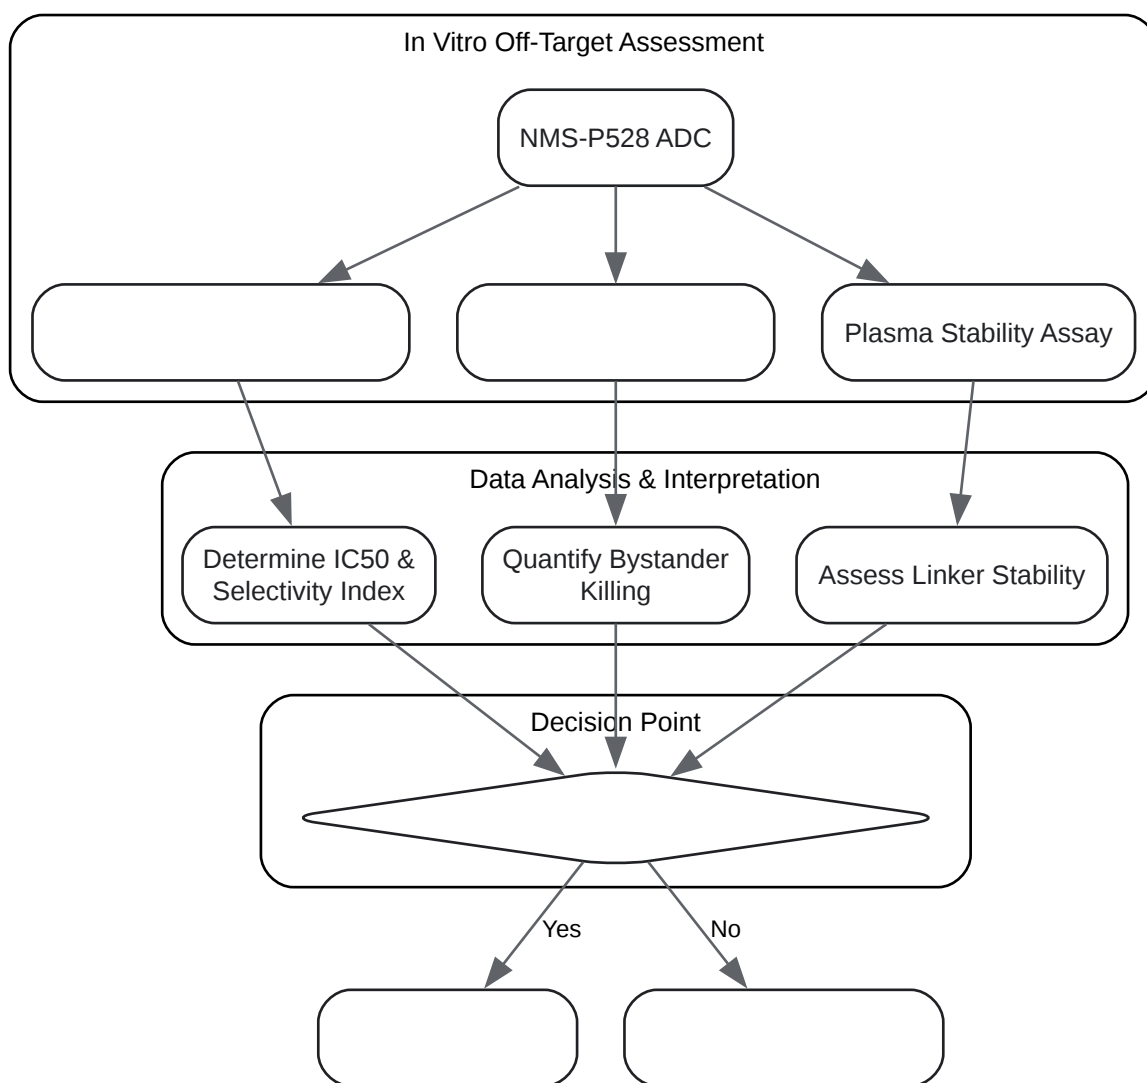 In Vitro Off-Target Assessment
NMS-P528 ADC
Plasma Stability Assay
Data Analysis & Interpretation
Determine IC50 &
Selectivity Index
Quantify Bystander
Killing
Assess Linker Stability
Decision Point
Yes
No